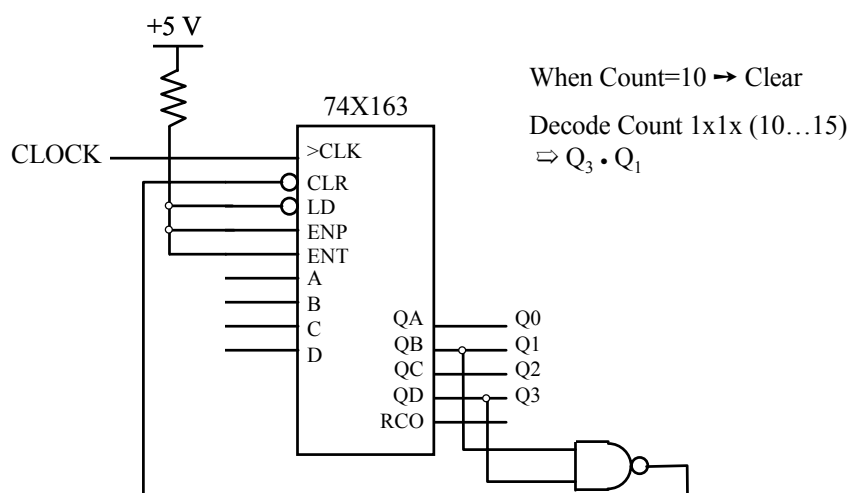 +5 V
When Count=10 → Clear
74X163
Decode Count 1x1x (10…15)
⇨ Q₃ • Q₁
CLOCK
>CLK
CLR
LD
ENP
ENT
A
B
C
D
QA
Q0
QB
Q1
QC
Q2
QD
Q3
RCO